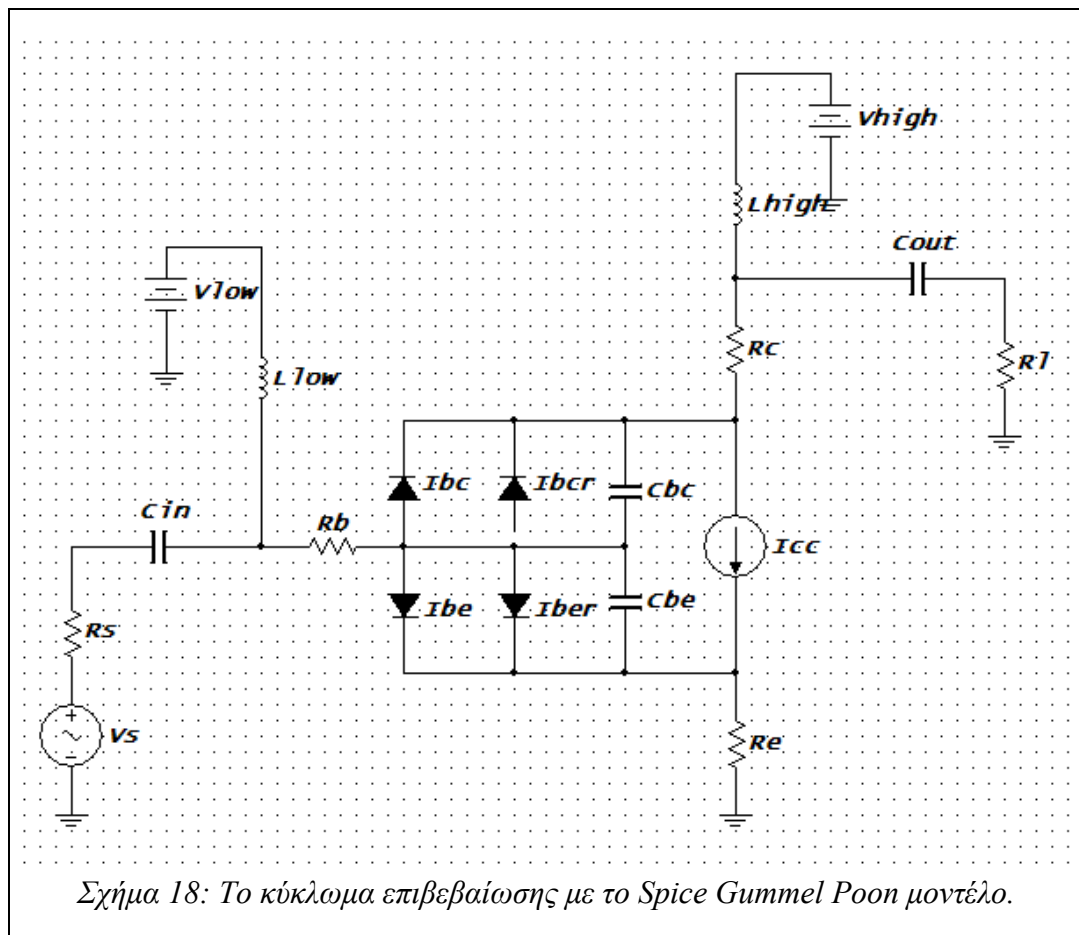 Vhigh
Lhigh
Cout
Vlow
Rc
Rl
Llow
Ibc
Ibcr
Cbc
Cin
Rb
Icc
Ibe
Iber
Cbe
Rs
Vs
Re
Σχήμα 18: Το κύκλωμα επιβεβαίωσης με το Spice Gummel Poon μοντέλο.